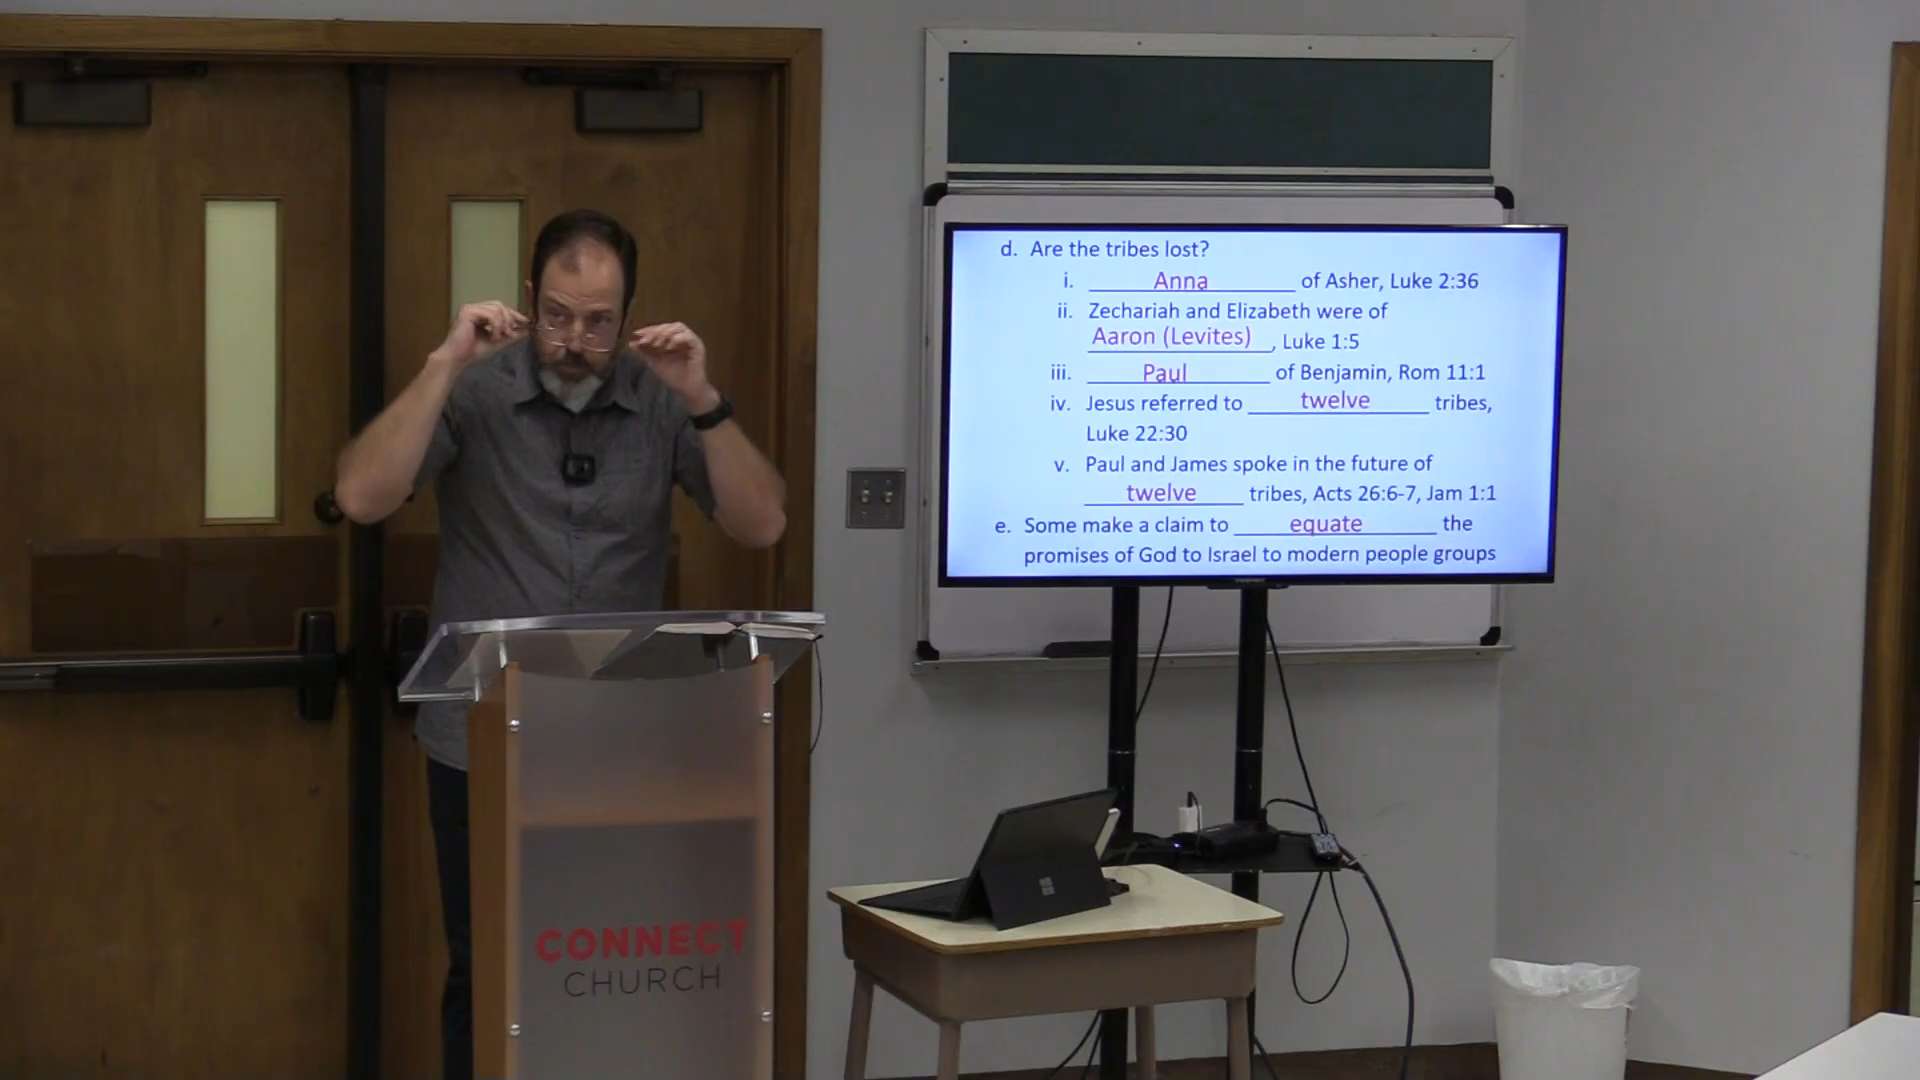 d. Are the tribes lost?
i. Anna of Asher, Luke 2:36
ii. Zechariah and Elizabeth were of
Aaron (Levites), Luke 1:5
iii. Paul of Benjamin, Rom 11:1
iv. Jesus referred to twelve tribes,
Luke 22:30
v. Paul and James spoke in the future of
twelve tribes, Acts 26:6-7, Jam 1:1
e. Some make a claim to equate the
promises of God to Israel to modern people groups
CONNECT
CHURCH